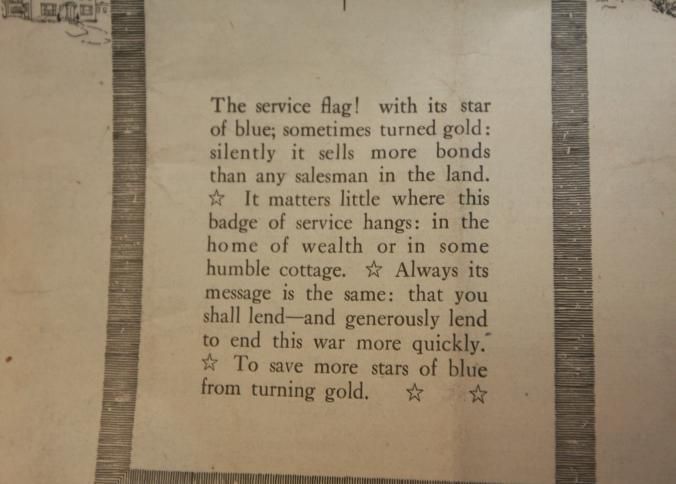 The service flag! with its star
of blue; sometimes turned gold:
silently it sells more bonds
than any salesman in the land.
☆ It matters little where this
badge of service hangs: in the
home of wealth or in some
humble cottage. ☆ Always its
message is the same: that you
shall lend—and generously lend
to end this war more quickly.
☆ To save more stars of blue
from turning gold. ☆ ☆